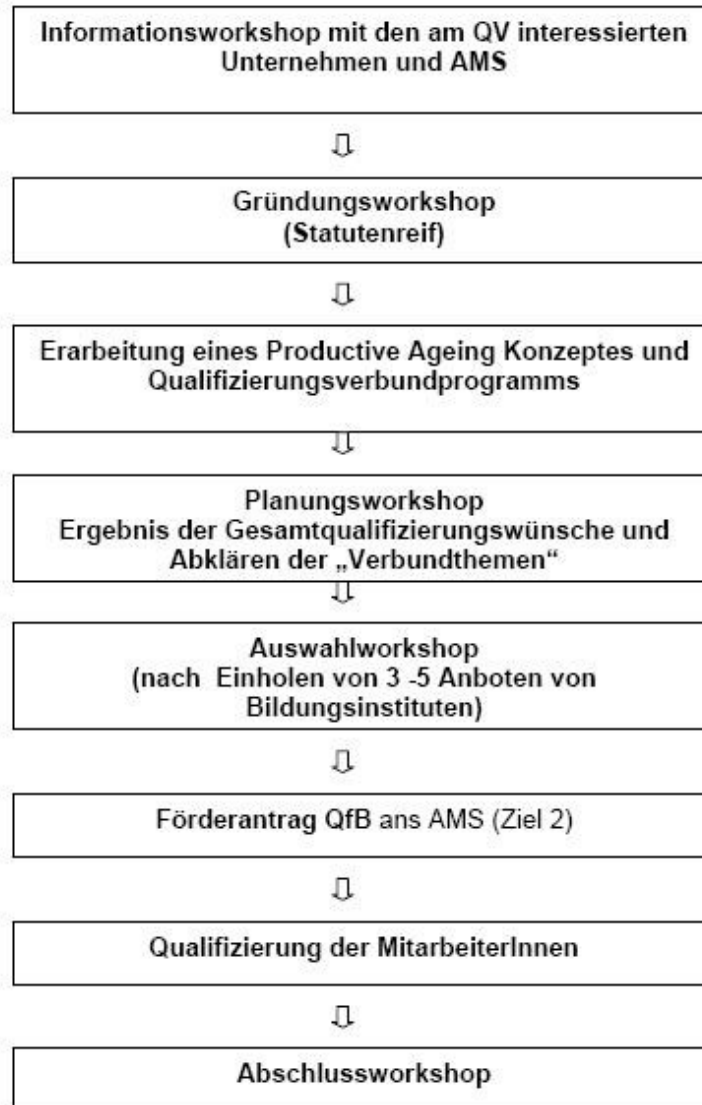 Informationsworkshop mit den am QV interessierten
Unternehmen und AMS
Gründungsworkshop
(Statutenreif)
Erarbeitung eines Productive Ageing Konzeptes und
Qualifizierungsverbundprogramms
Planungsworkshop
Ergebnis der Gesamtqualifizierungswünsche und
Abklären der „Verbundthemen“
Auswahlworkshop
(nach Einholen von 3 -5 Anboten von
Bildungsinstituten)
Förderantrag QfB ans AMS (Ziel 2)
Qualifizierung der MitarbeiterInnen
Abschlussworkshop